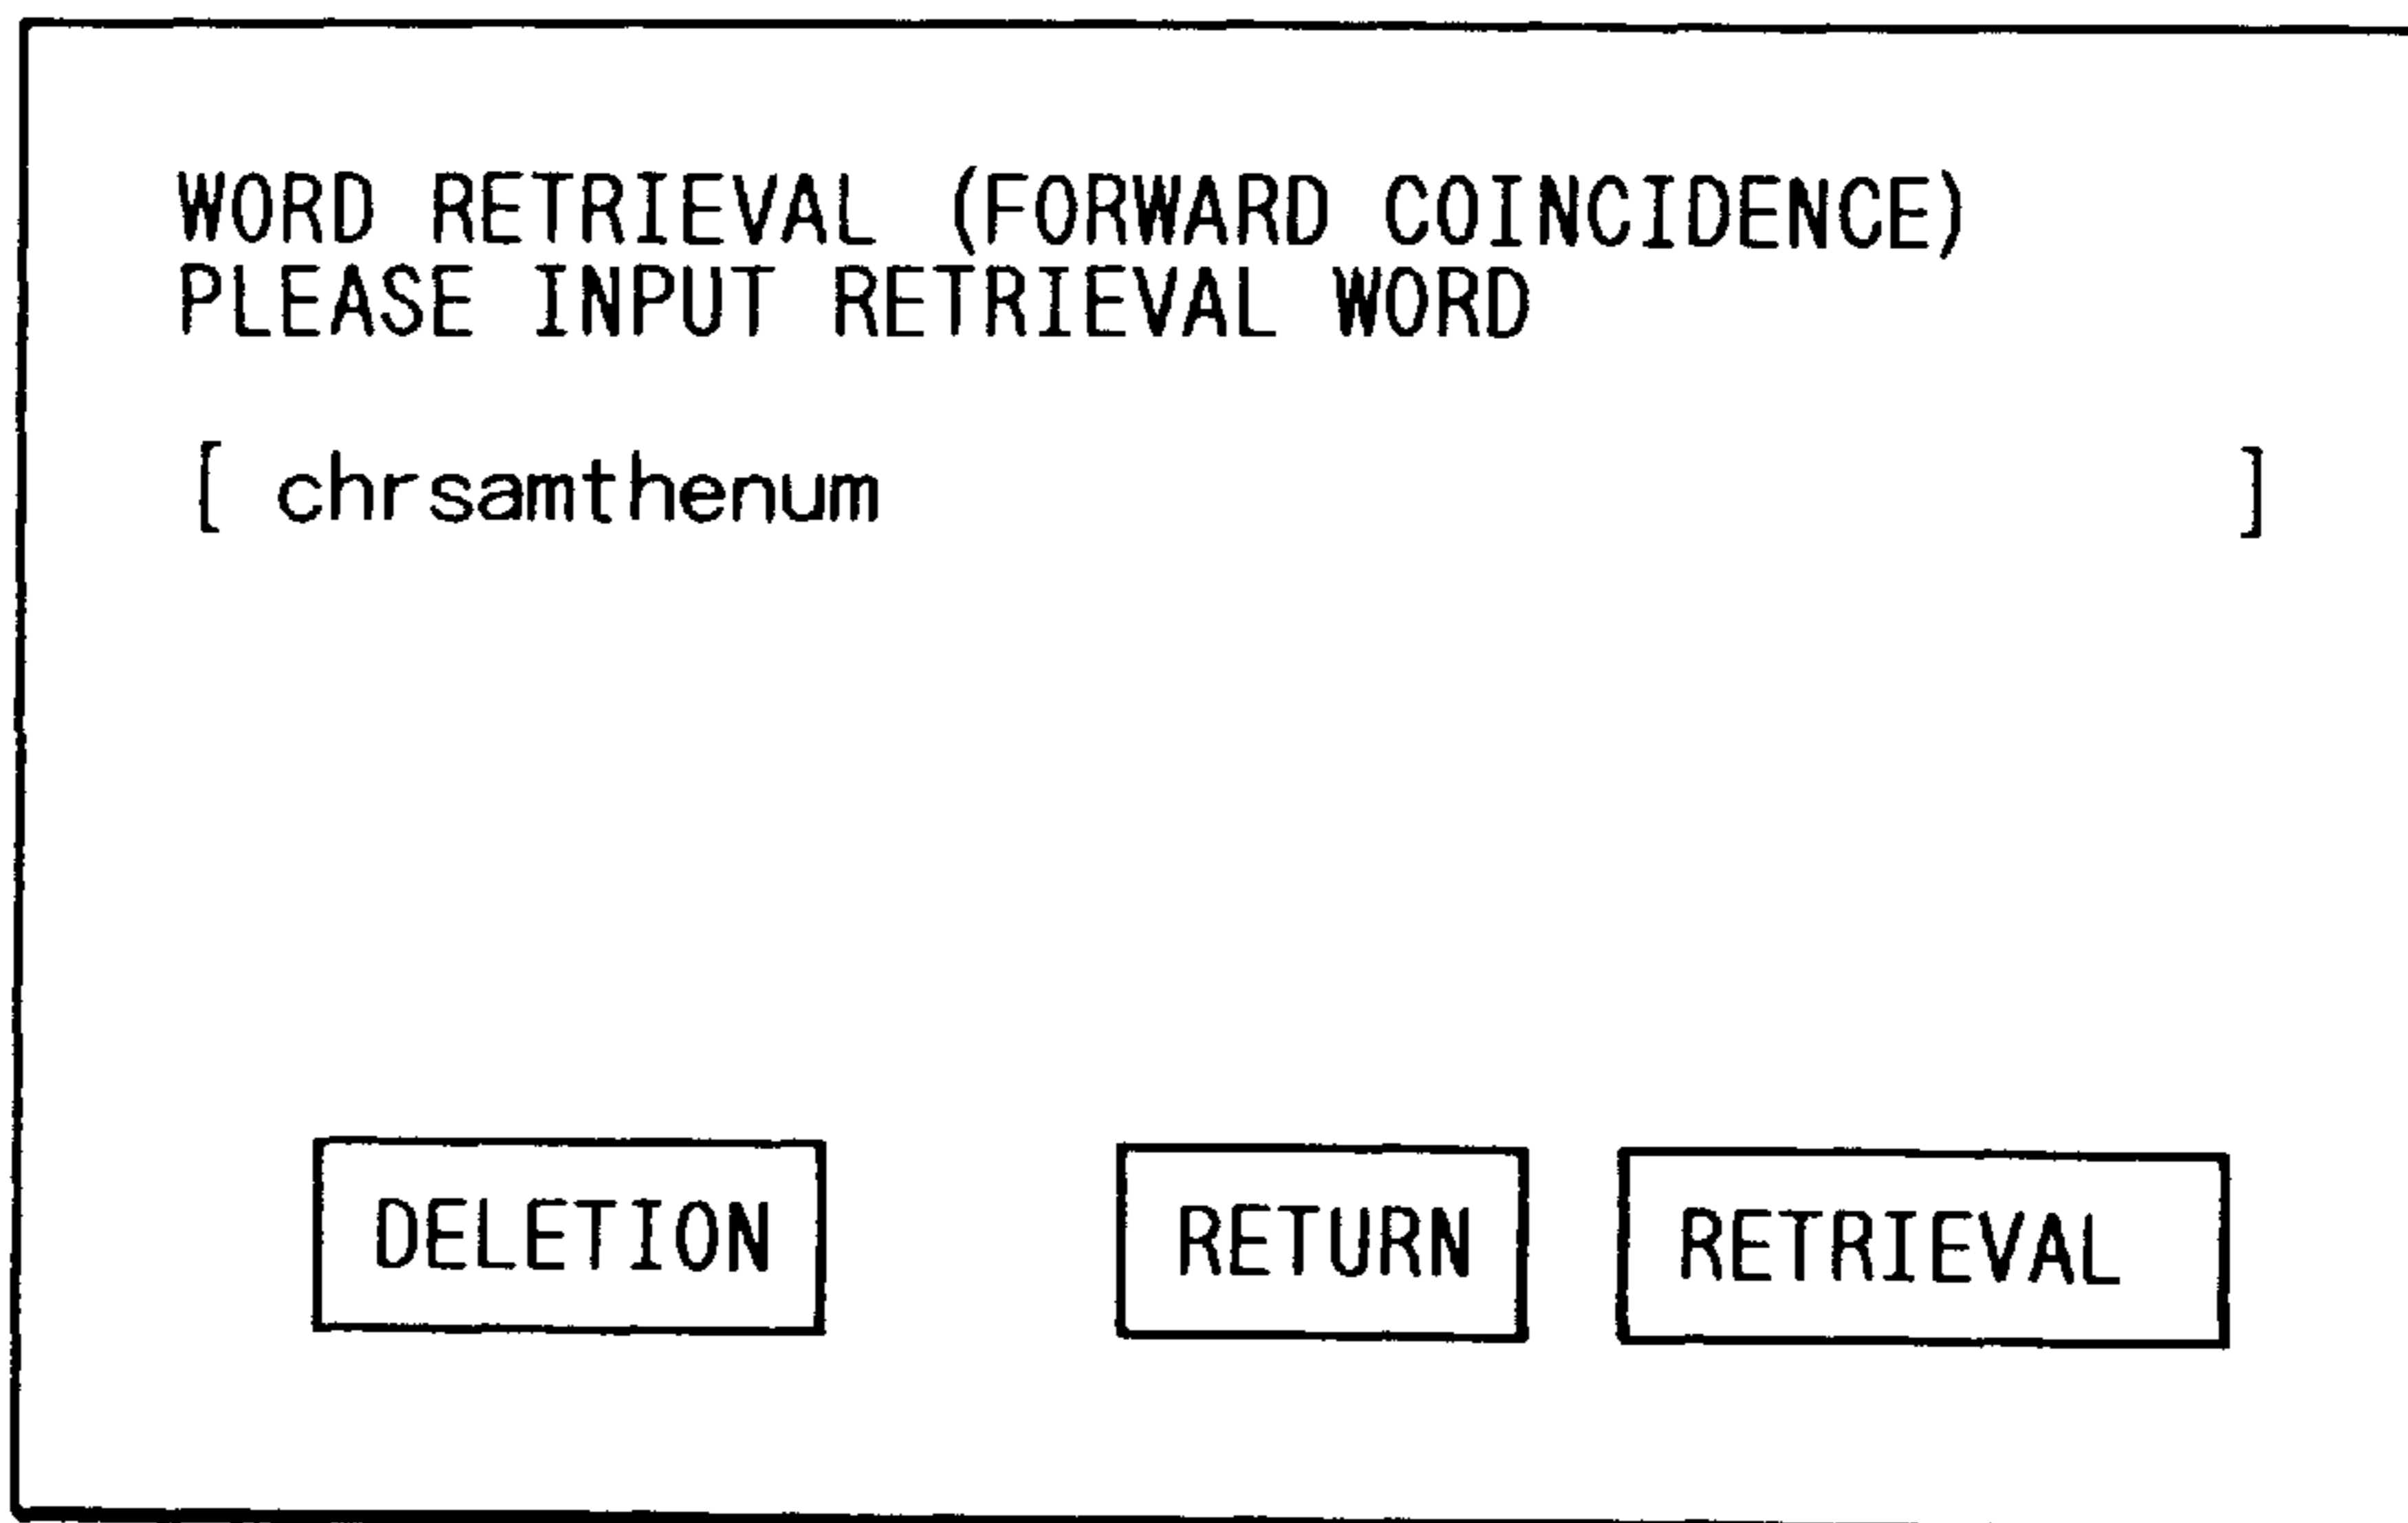 WORD RETRIEVAL (FORWARD COINCIDENCE)
PLEASE INPUT RETRIEVAL WORD
[ chrsamthenum ]
DELETION RETURN RETRIEVAL